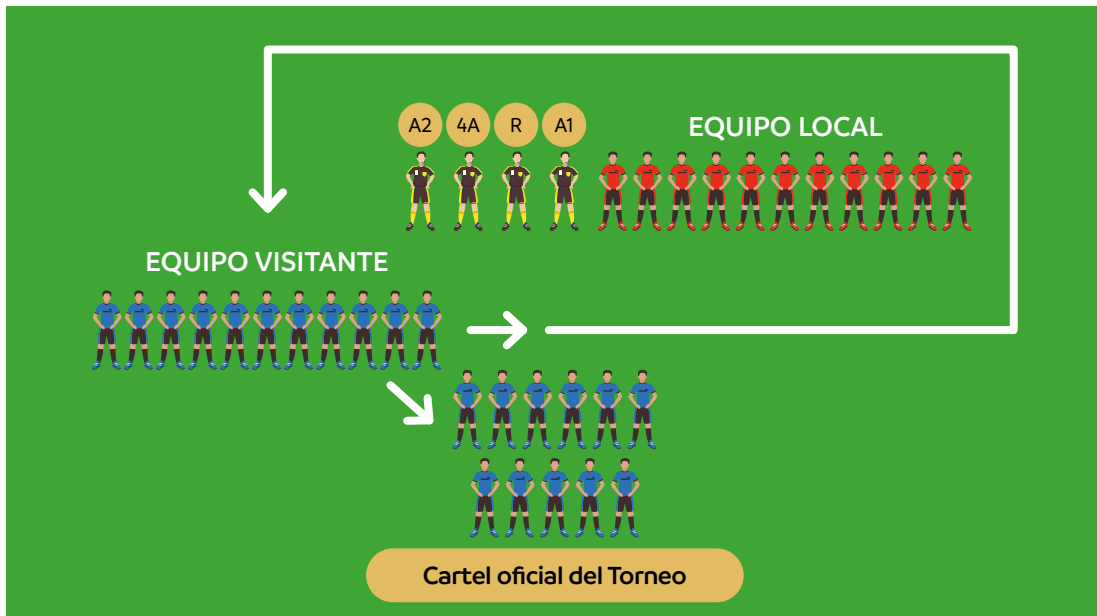 A2 4A R A1
EQUIPO LOCAL
EQUIPO VISITANTE
Cartel oficial del Torneo